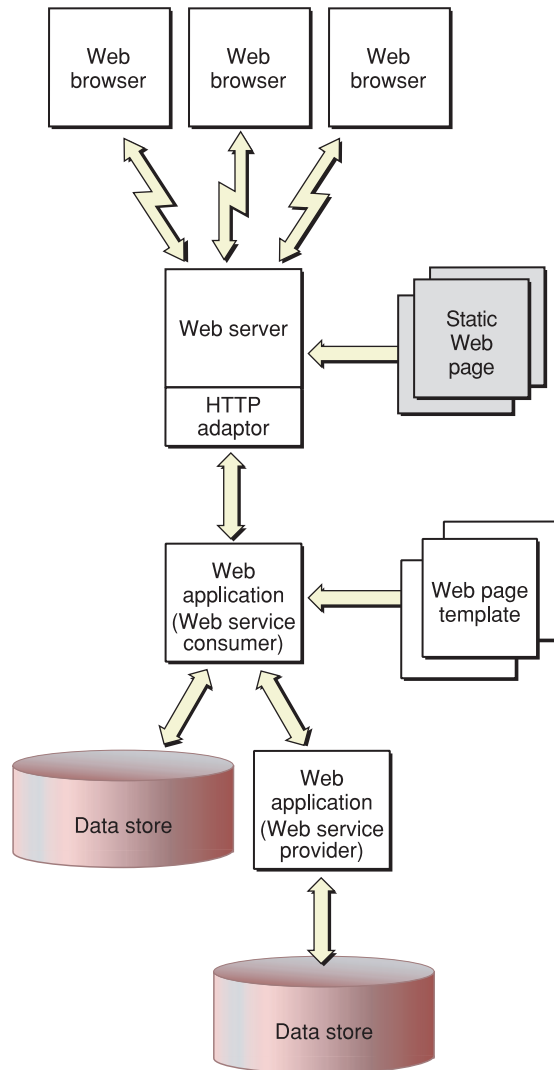 Web
browser
Web
browser
Web
browser
Web server
Static
Web
page
HTTP
adaptor
Web
application
(Web service
consumer)
Web page
template
Data store
Web
application
(Web service
provider)
Data store